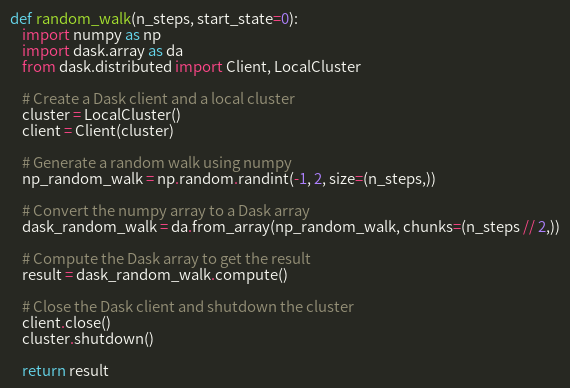 def random_walk(n_steps, start_state=0):
    import numpy as np
    import dask.array as da
    from dask.distributed import Client, LocalCluster

    # Create a Dask client and a local cluster
    cluster = LocalCluster()
    client = Client(cluster)

    # Generate a random walk using numpy
    np_random_walk = np.random.randint(-1, 2, size=(n_steps,))

    # Convert the numpy array to a Dask array
    dask_random_walk = da.from_array(np_random_walk, chunks=(n_steps // 2,))

    # Compute the Dask array to get the result
    result = dask_random_walk.compute()

    # Close the Dask client and shutdown the cluster
    client.close()
    cluster.shutdown()

    return result